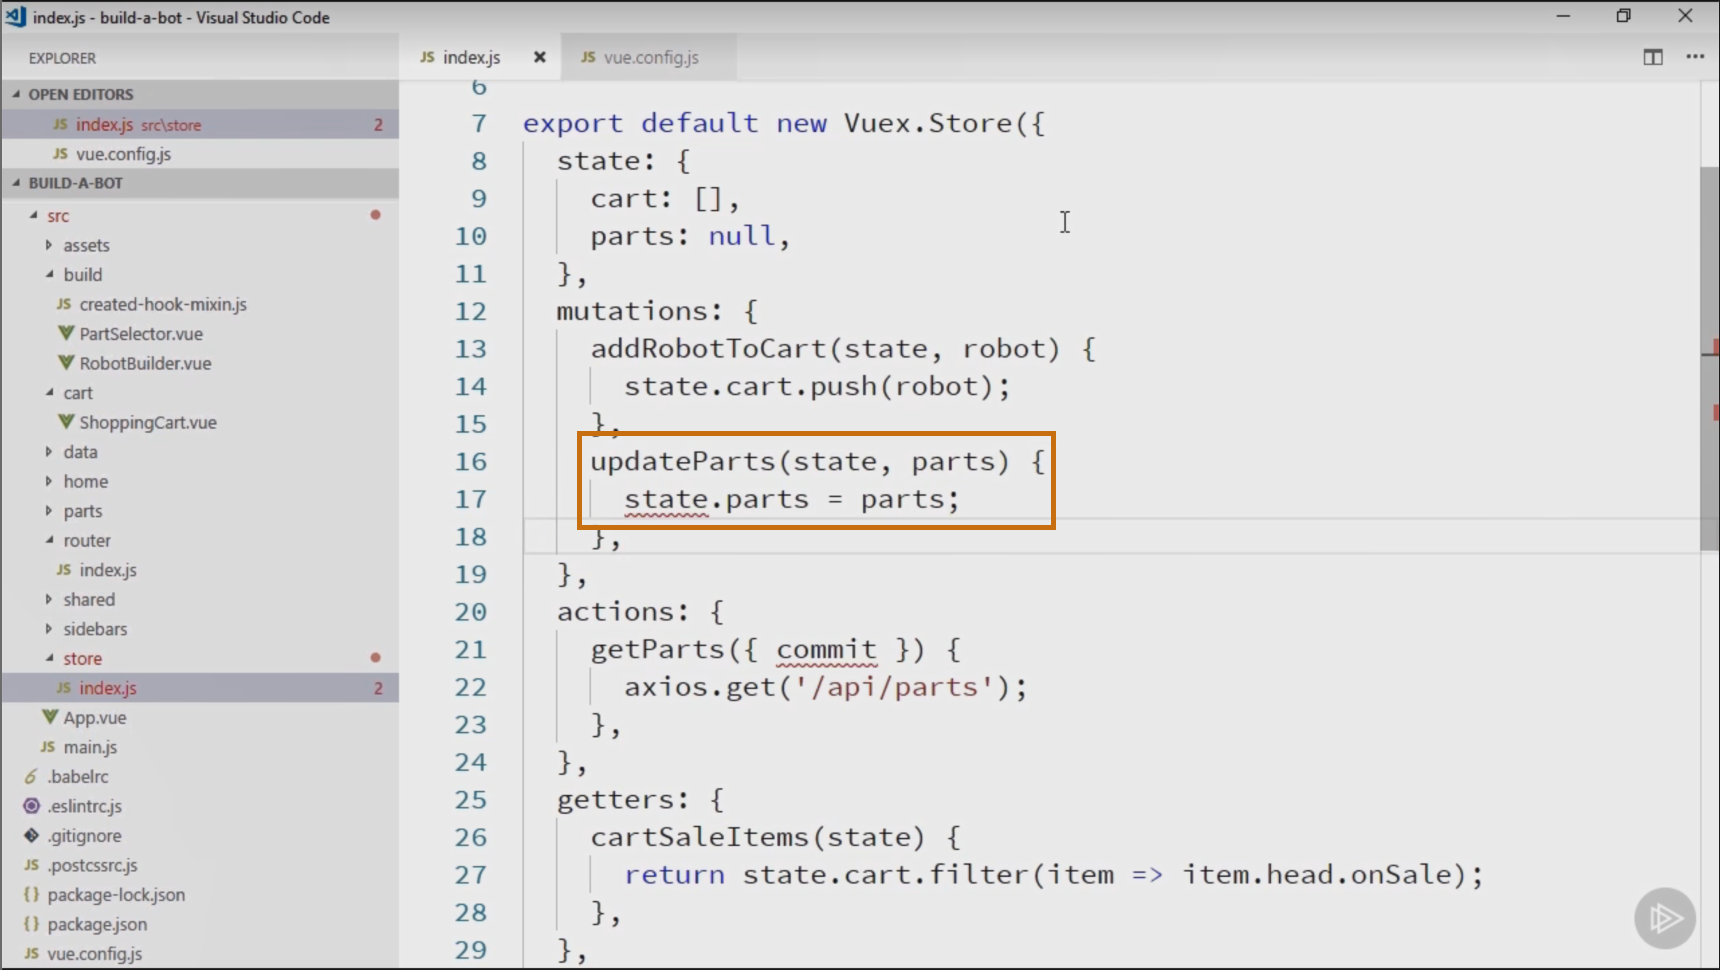 index.js - build-a-bot - Visual Studio Code
EXPLORER
OPEN EDITORS
JS index.js src\store 2
JS vue.config.js
BUILD-A-BOT
src
assets
build
JS created-hook-mixin.js
PartSelector.vue
RobotBuilder.vue
cart
ShoppingCart.vue
data
home
parts
router
JS index.js
shared
sidebars
store
JS index.js 2
App.vue
JS main.js
.babelrc
.eslintrc.js
.gitignore
JS .postcssrc.js
{} package-lock.json
{} package.json
JS vue.config.js
JS index.js
JS vue.config.js
6
7 export default new Vuex.Store({
8 state: {
9 cart: [],
10 parts: null,
11 },
12 mutations: {
13 addRobotToCart(state, robot) {
14 state.cart.push(robot);
15 },
16 updateParts(state, parts) {
17 state.parts = parts;
18 },
19 },
20 actions: {
21 getParts({ commit }) {
22 axios.get('/api/parts');
23 },
24 },
25 getters: {
26 cartSaleItems(state) {
27 return state.cart.filter(item => item.head.onSale);
28 },
29 },